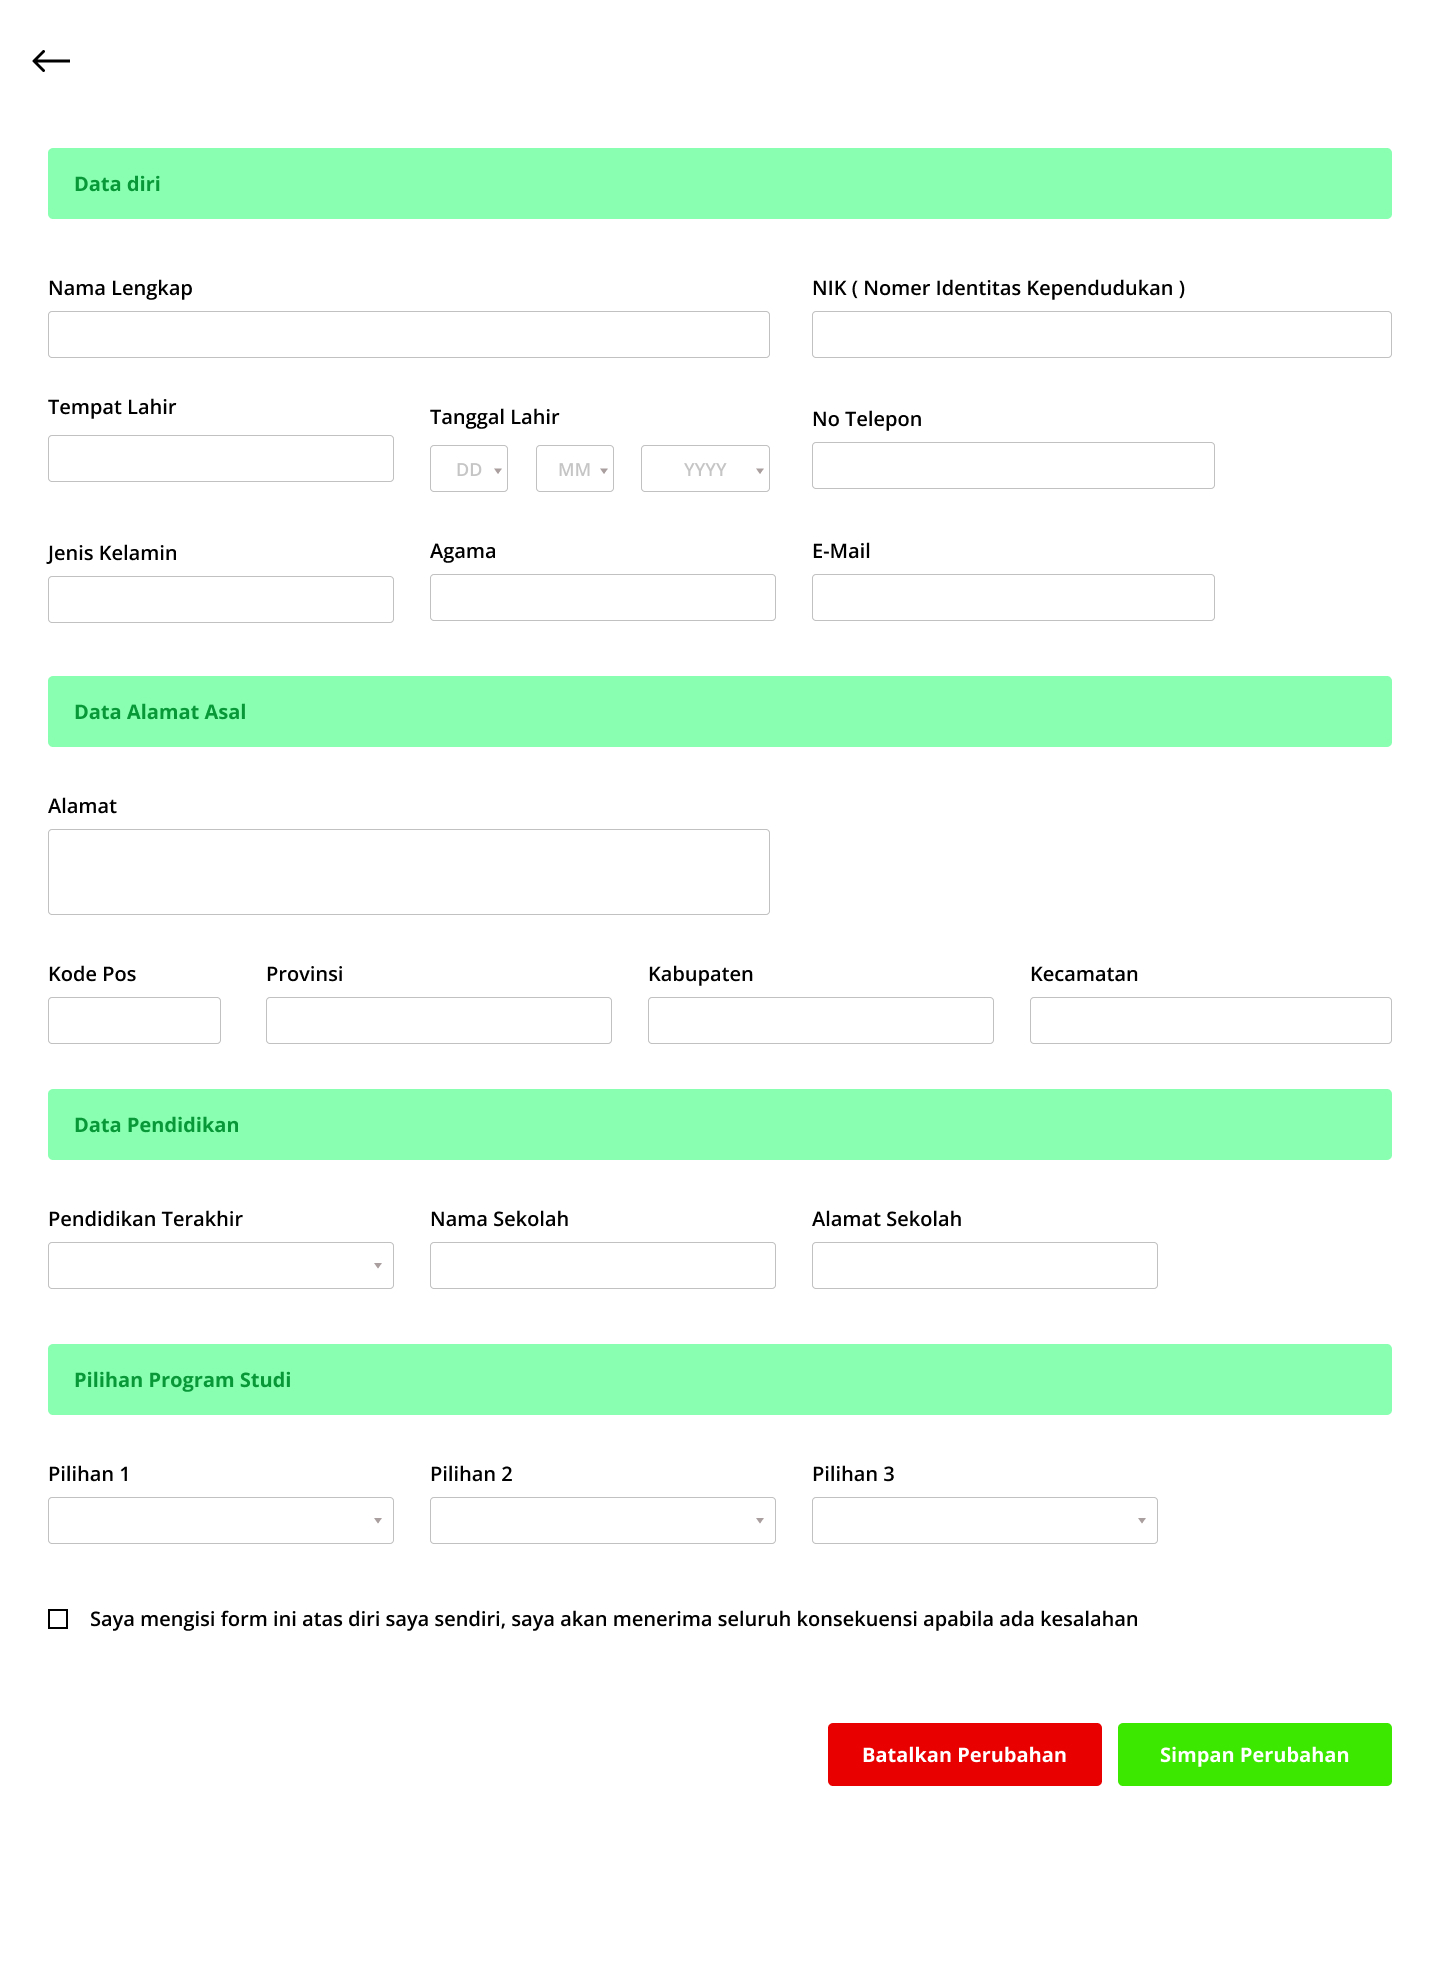 Data diri
Nama Lengkap
NIK ( Nomer Identitas Kependudukan )
Tempat Lahir
Tanggal Lahir
No Telepon
DD
MM
YYYY
Jenis Kelamin
Agama
E-Mail
Data Alamat Asal
Alamat
Kode Pos
Provinsi
Kabupaten
Kecamatan
Data Pendidikan
Pendidikan Terakhir
Nama Sekolah
Alamat Sekolah
Pilihan Program Studi
Pilihan 1
Pilihan 2
Pilihan 3
Saya mengisi form ini atas diri saya sendiri, saya akan menerima seluruh konsekuensi apabila ada kesalahan
Batalkan Perubahan
Simpan Perubahan